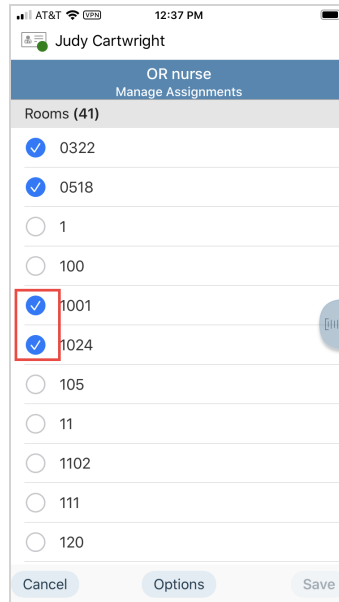 AT&T VPN 12:37 PM
Judy Cartwright
OR nurse
Manage Assignments
Rooms (41)
0322
0518
1
100
1001
1024
105
11
1102
111
120
Cancel Options Save